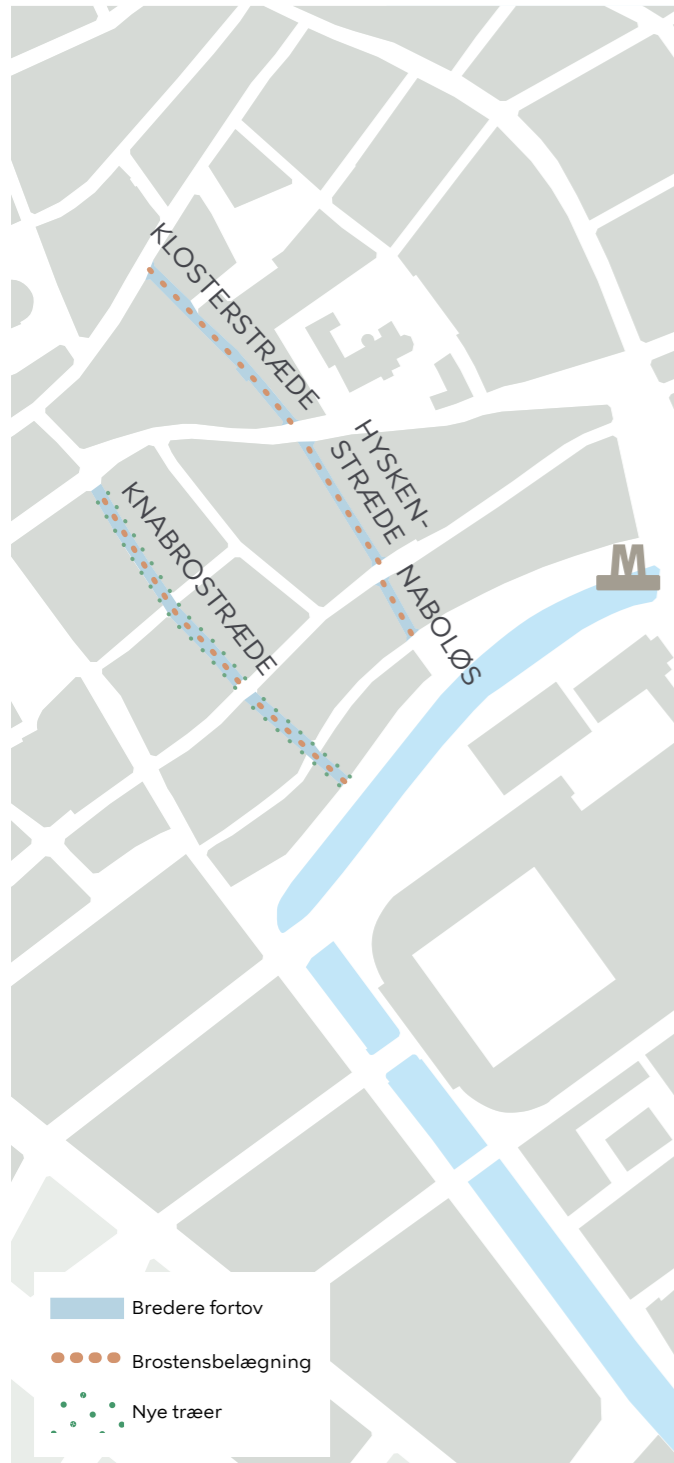 KLOSTERSTRÆDE
HYSKEN-
STRÆDE
KNABROSTRÆDE
NABOLØS
M
Bredere fortov
Brostensbelægning
Nye træer